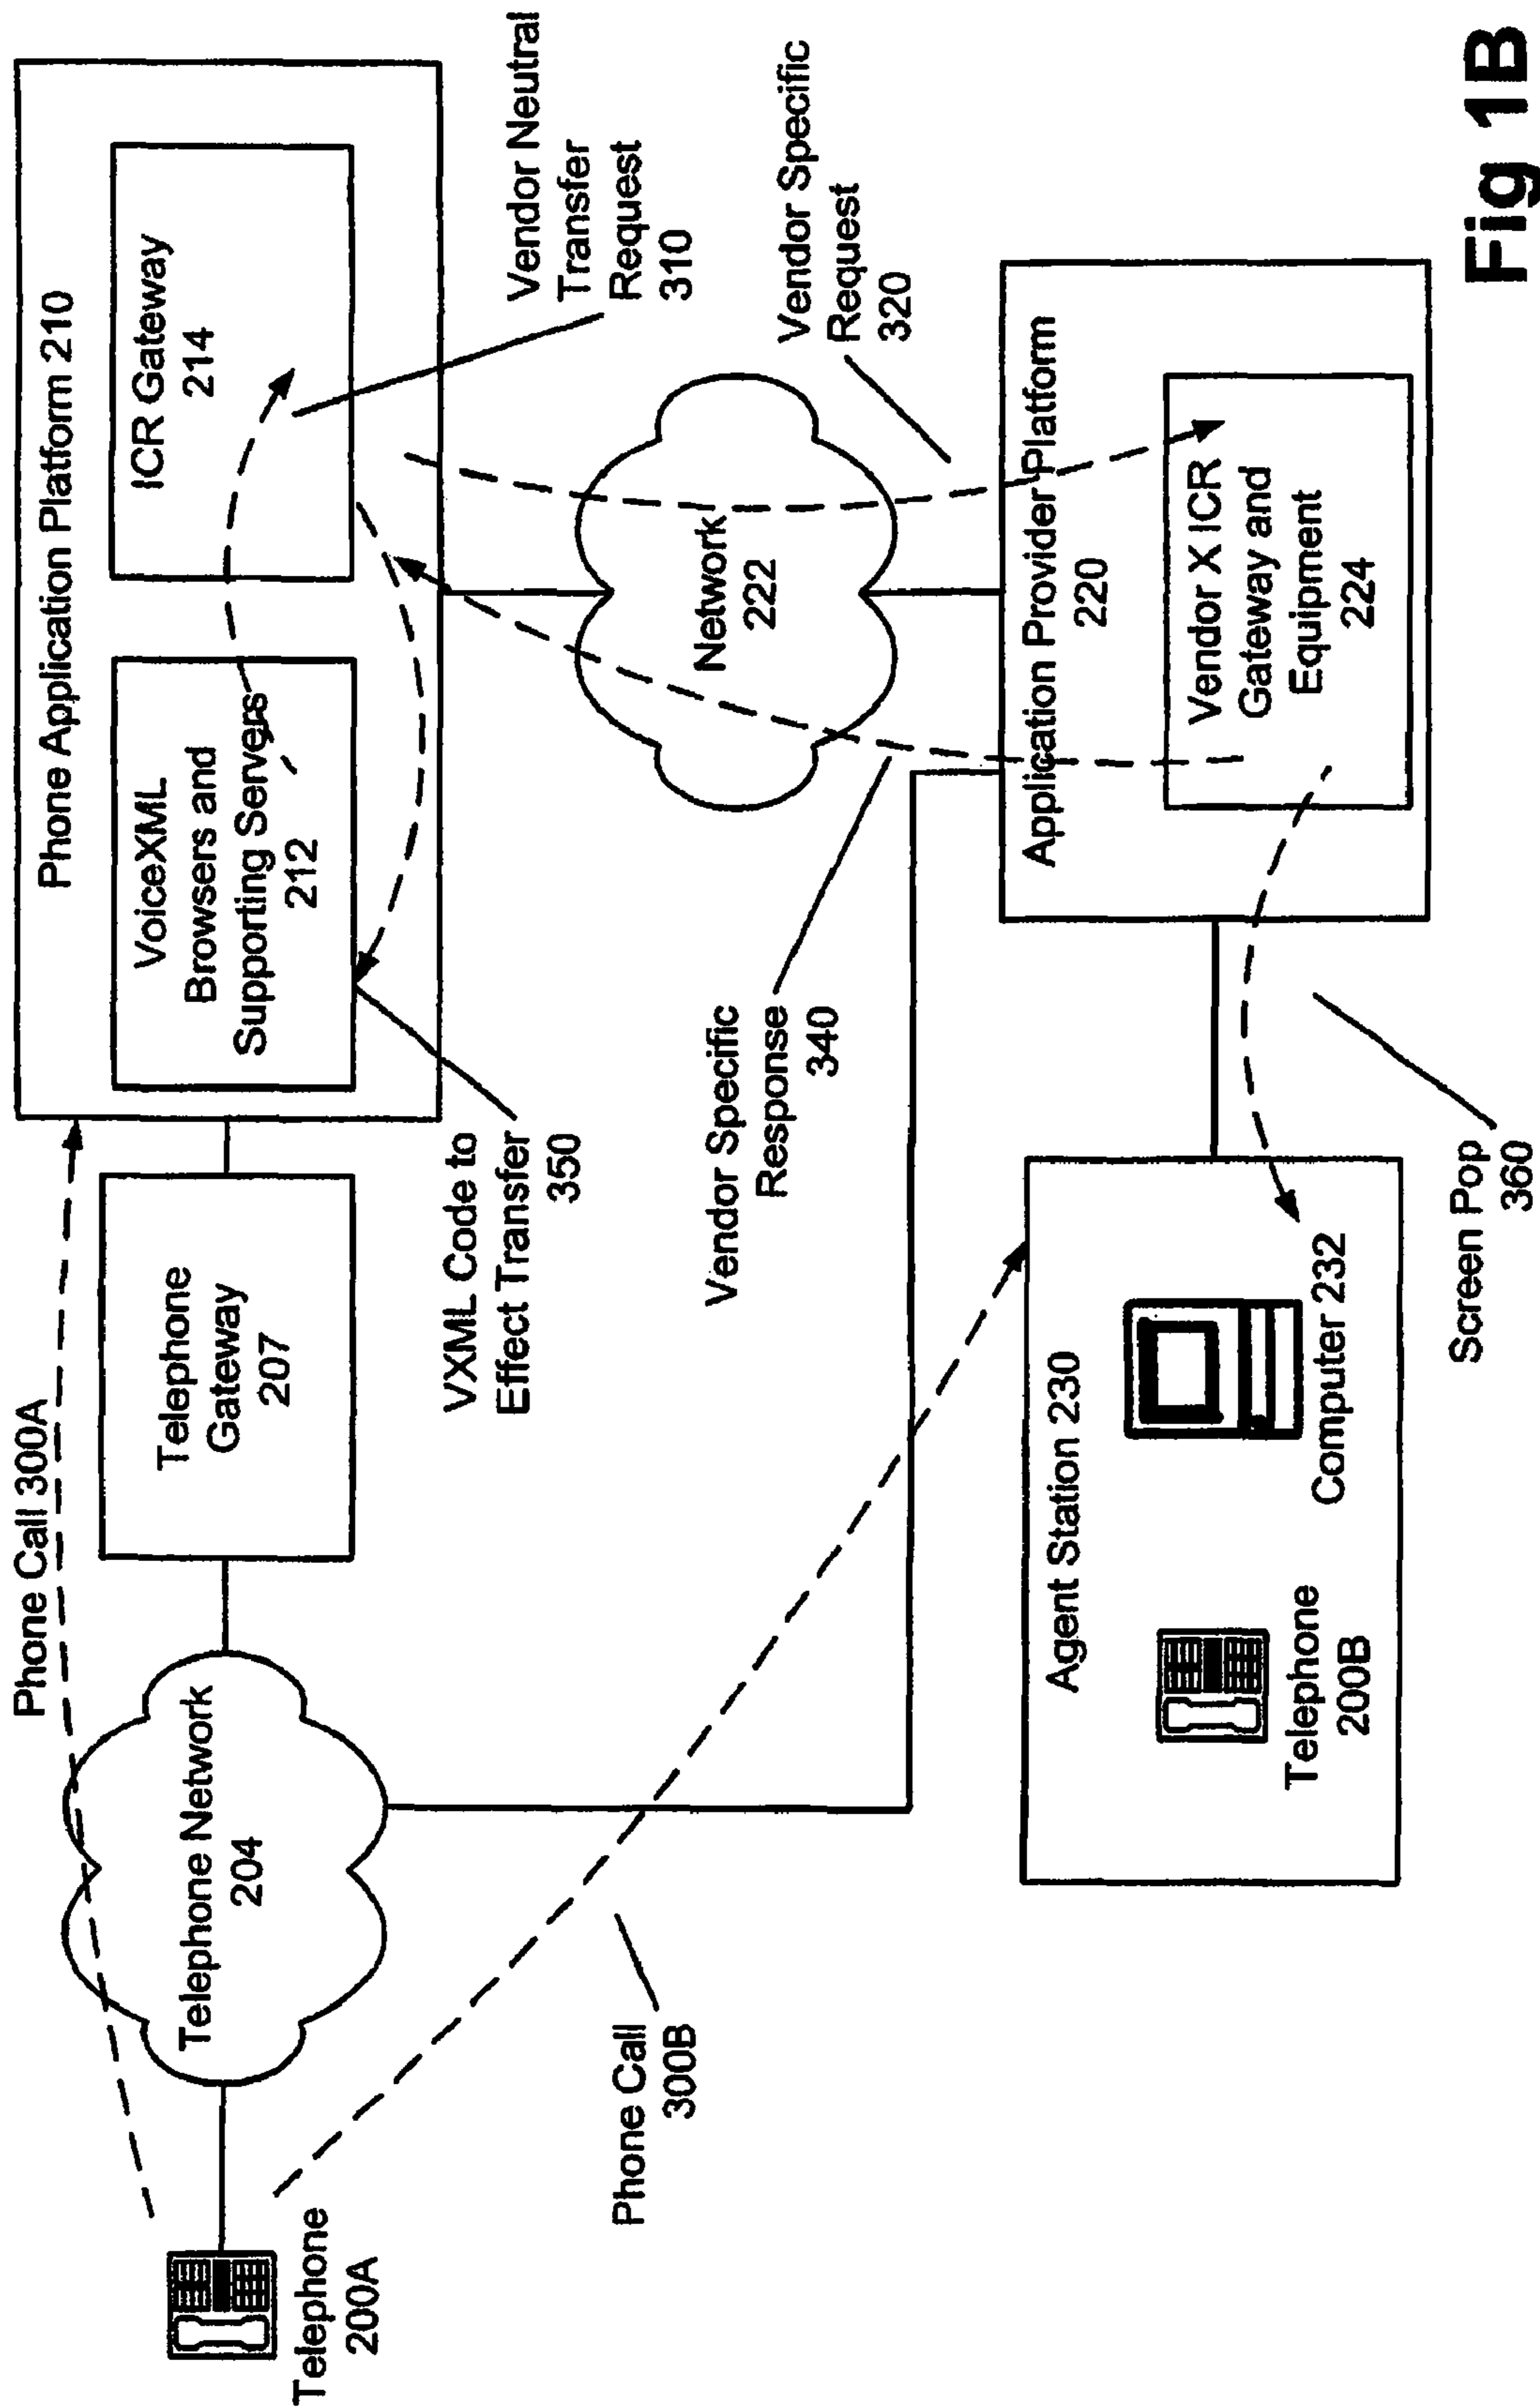 Phone Call 300A
Phone Application Platform 210
Telephone
200A
Telephone Network
204
Telephone
Gateway
207
VoiceXML
Browsers and
Supporting Servers
212
ICR Gateway
214
VXML Code to
Effect Transfer
350
Vendor Neutral
Transfer
Request
310
Phone Call
300B
Vendor Specific
Response
340
Network
222
Vendor Specific
Request
320
Agent Station 230
Telephone
200B
Computer 232
Application Provider Platform
220
Vendor X ICR
Gateway and
Equipment
224
Screen Pop
360
Fig 1B